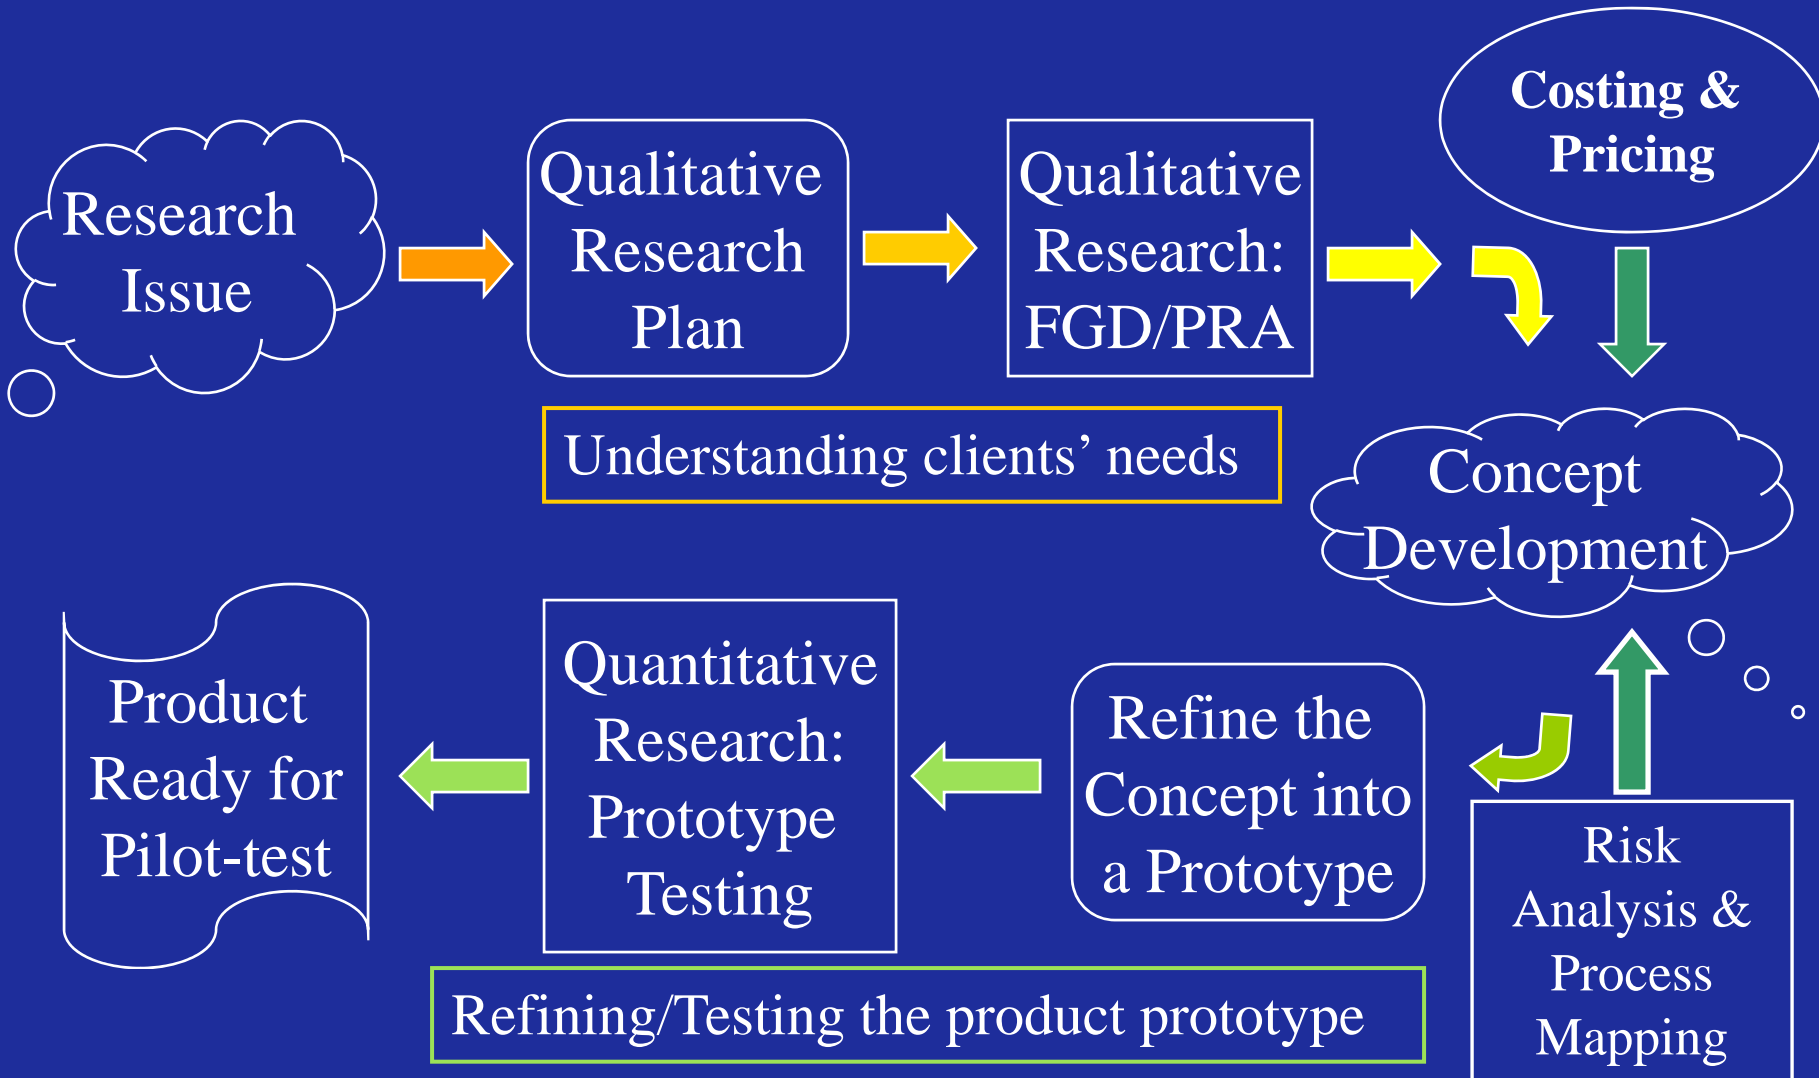 Research
Issue
Qualitative
Research
Plan
Qualitative
Research:
FGD/PRA
Costing &
Pricing
Understanding clients’ needs
Concept
Development
Product
Ready for
Pilot-test
Quantitative
Research:
Prototype
Testing
Refine the
Concept into
a Prototype
Risk
Analysis &
Process
Mapping
Refining/Testing the product prototype